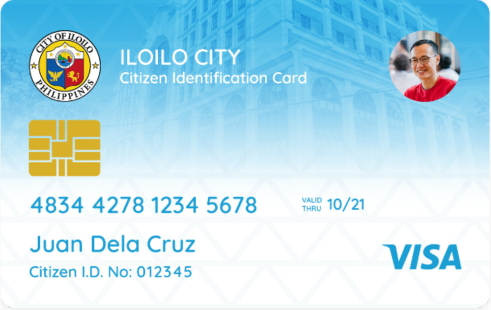 CITY OF ILOILO
PHILIPPINES
ILOILO CITY
Citizen Identification Card
4834 4278 1234 5678
VALID THRU 10/21
Juan Dela Cruz
Citizen I.D. No: 012345
VISA